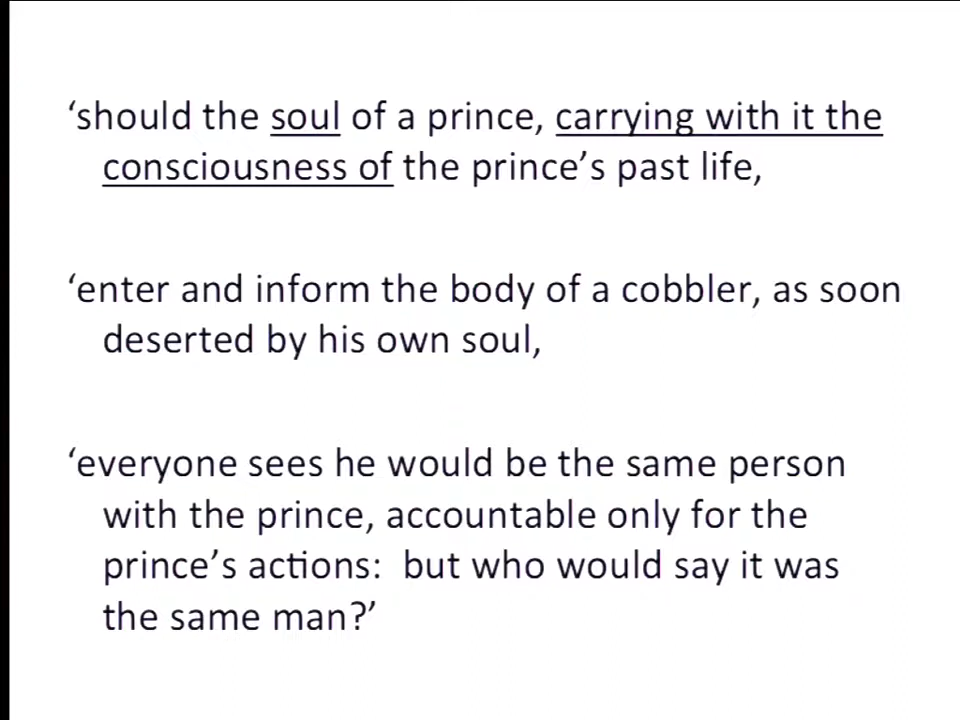 ‘should the soul of a prince, carrying with it the
consciousness of the prince’s past life,
‘enter and inform the body of a cobbler, as soon
deserted by his own soul,
‘everyone sees he would be the same person
with the prince, accountable only for the
prince’s actions:  but who would say it was
the same man?’